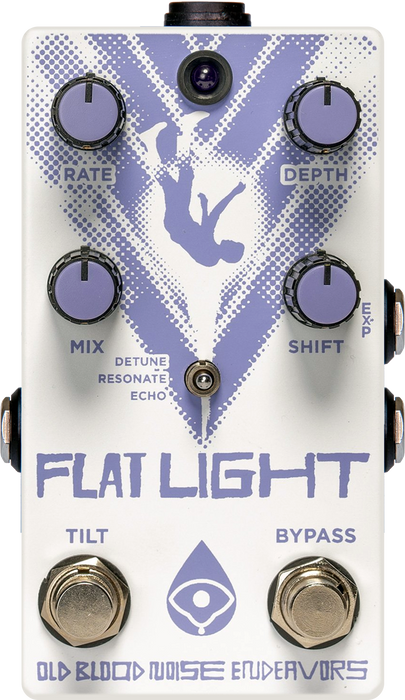 RATE DEPTH
MIX SHIFT
EXP
DETUNE
RESONATE
ECHO
FLAT LIGHT
TILT BYPASS
OLD BLOOD NOISE ENDEAVORS